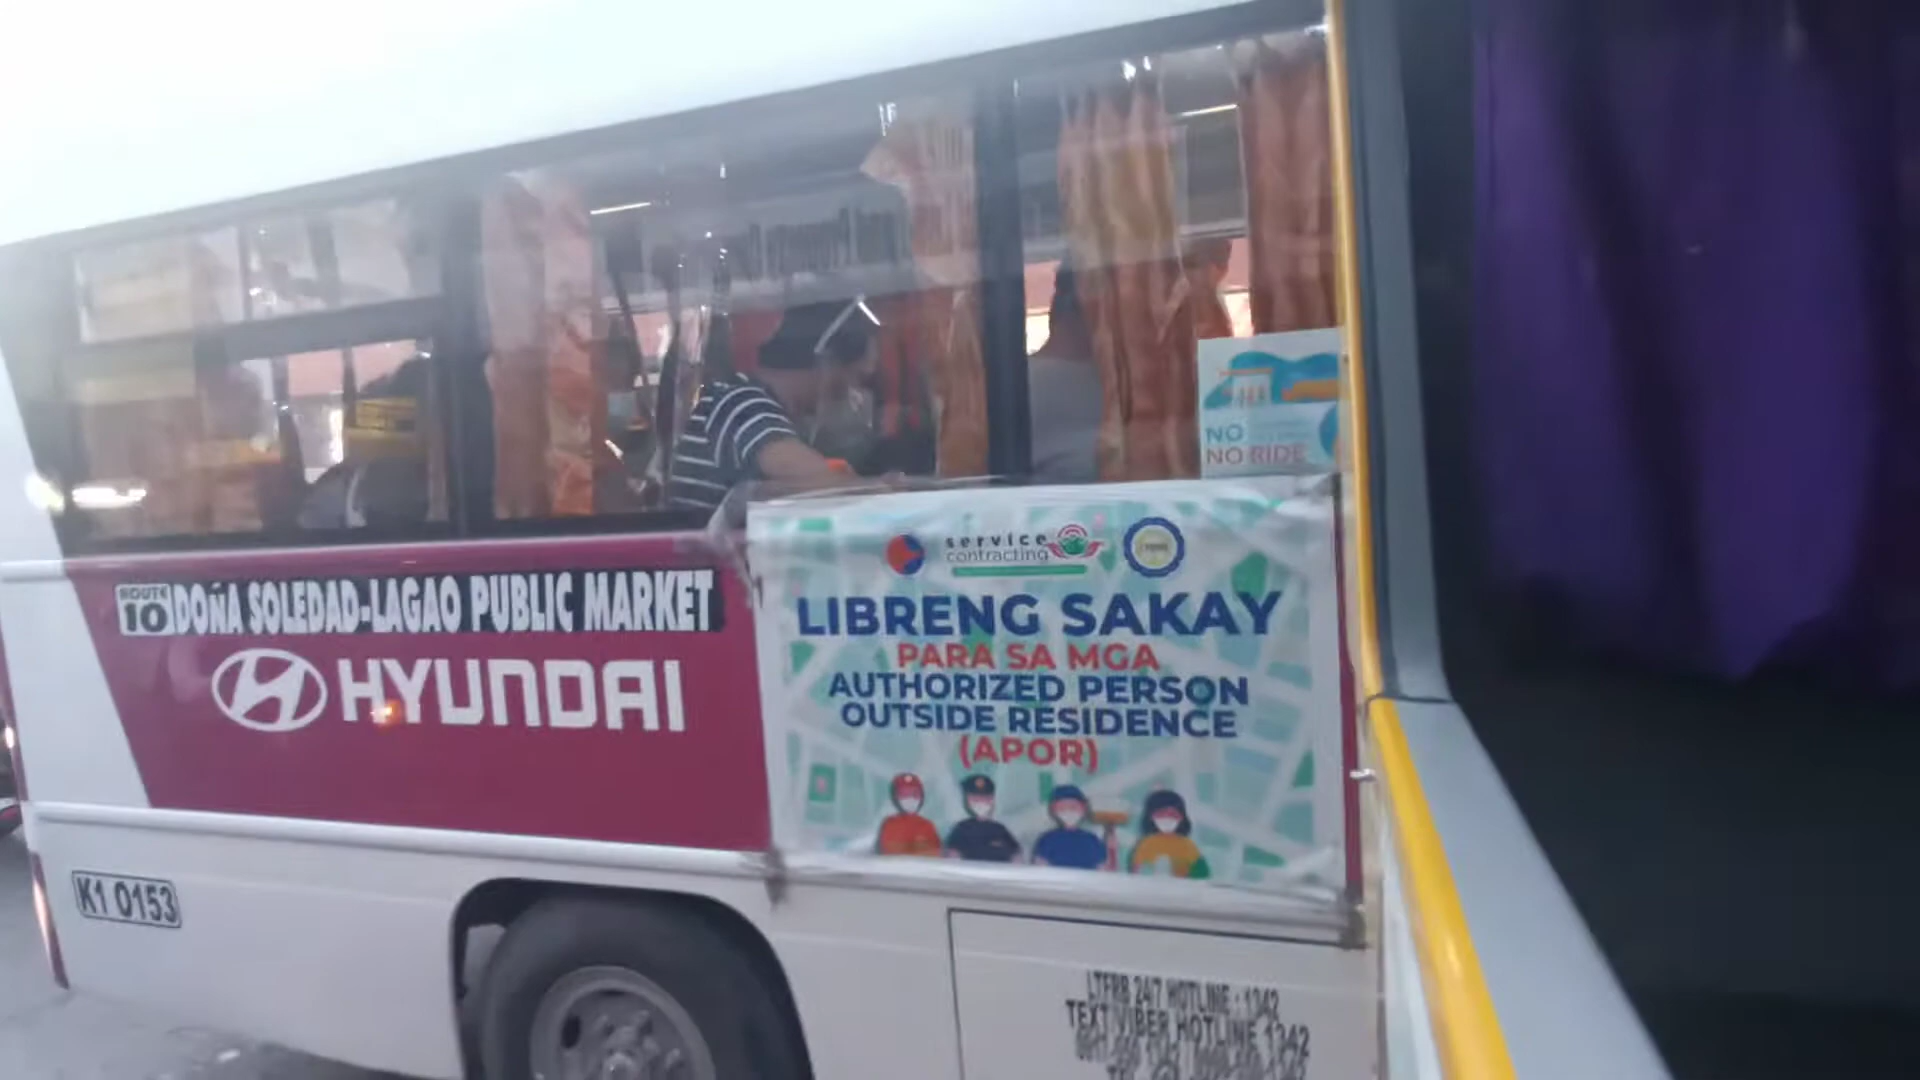 NO
NO RIDE
service
contracting
LIBRENG SAKAY
PARA SA MGA
AUTHORIZED PERSON
OUTSIDE RESIDENCE
(APOR)
ROUTE
10
DOÑA SOLEDAD-LAGAO PUBLIC MARKET
HYUNDAI
K1 0153
LTFRB 24/7 HOTLINE : 1342
TEXT VIBER HOTLINE 1342